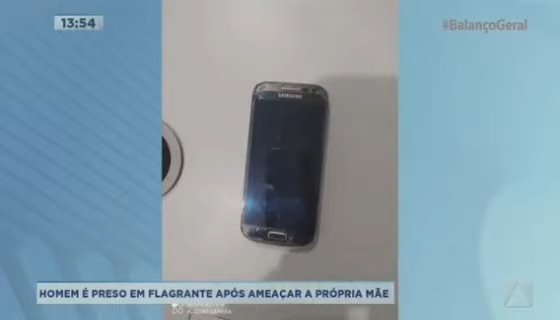 13:54
#BalançoGeral
SAMSUNG
HOMEM É PRESO EM FLAGRANTE APÓS AMEAÇAR A PRÓPRIA MÃE